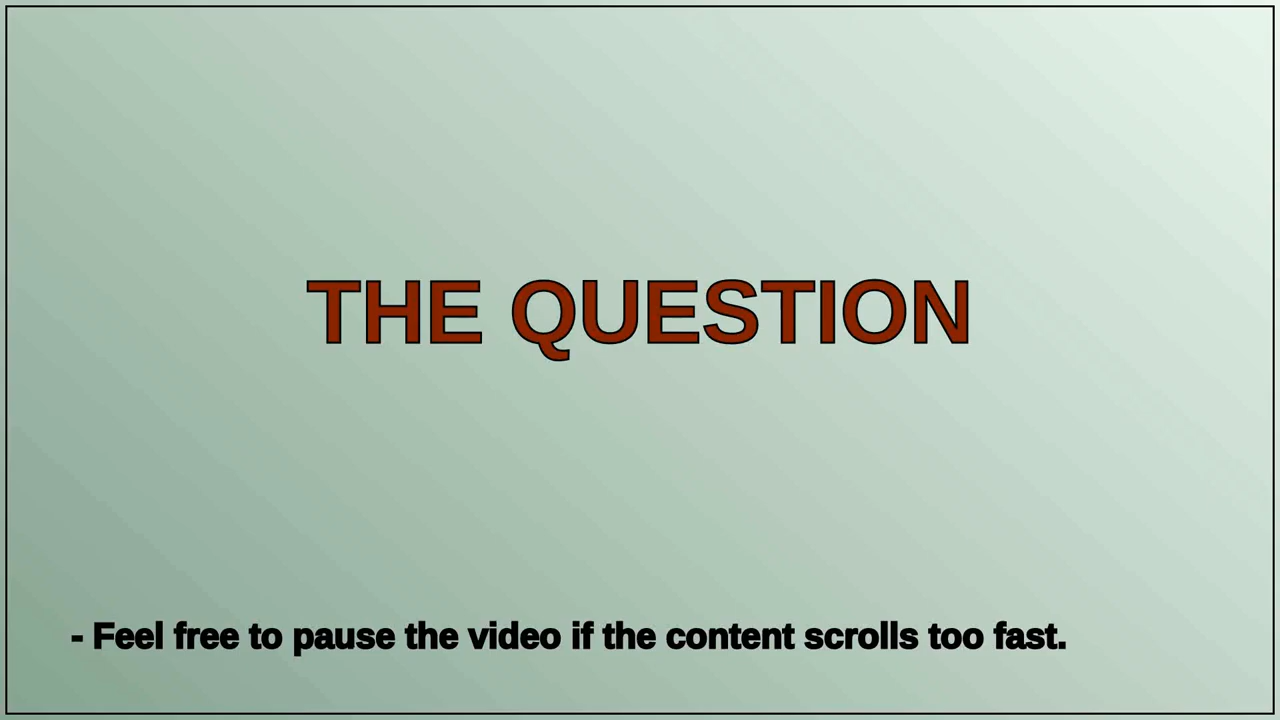 THE QUESTION
- Feel free to pause the video if the content scrolls too fast.